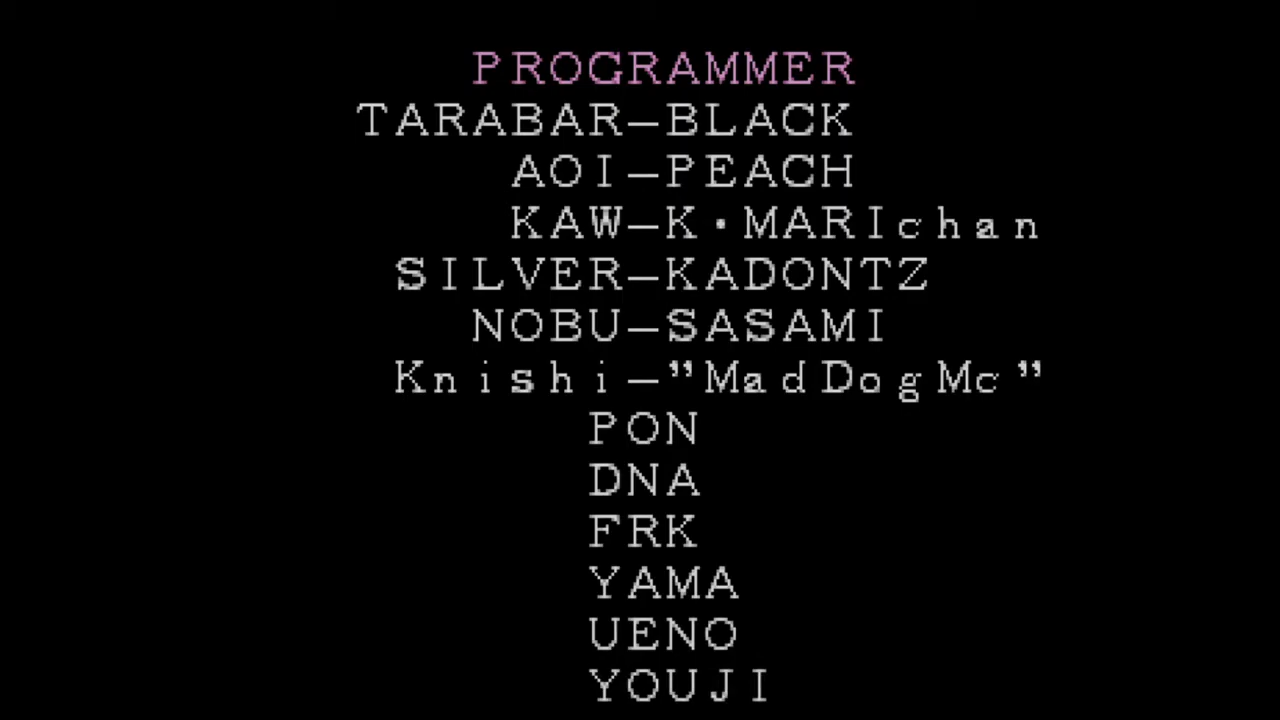 PROGRAMMER
TARABAR—BLACK
AOI—PEACH
KAW—K・MARIchan
SILVER—KADONTZ
NOBU—SASAMI
Knishi—"MadDogMc"
PON
DNA
FRK
YAMA
UENO
YOUJI